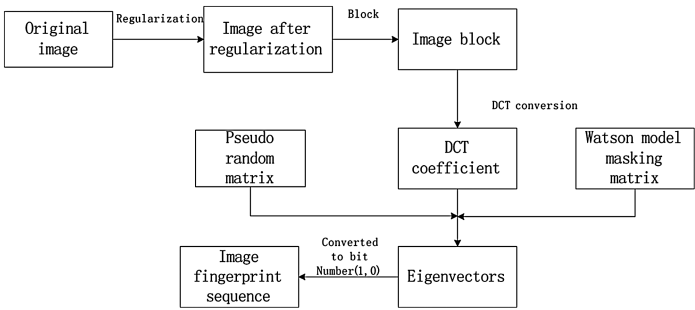 Original
image
Regularization
Image after
regularization
Block
Image block
DCT conversion
Pseudo
random
matrix
DCT
coefficient
Watson model
masking
matrix
Image
fingerprint
sequence
Converted
to bit
Number(1,0)
Eigenvectors